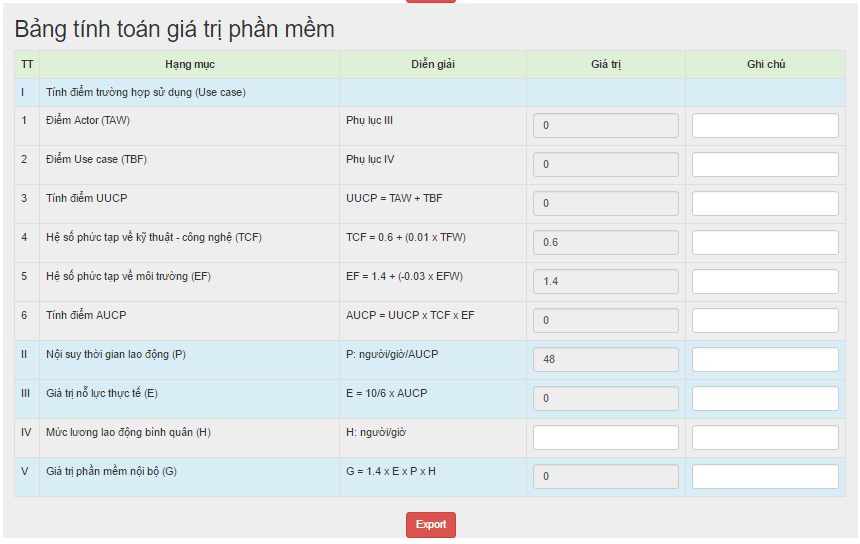 Bảng tính toán giá trị phần mềm
TT Hạng mục Diễn giải Giá trị Ghi chú
I Tính điểm trường hợp sử dụng (Use case)
1 Điểm Actor (TAW) Phụ lục III 0
2 Điểm Use case (TBF) Phụ lục IV 0
3 Tính điểm UUCP UUCP = TAW + TBF 0
4 Hệ số phức tạp về kỹ thuật - công nghệ (TCF) TCF = 0.6 + (0.01 x TFW) 0.6
5 Hệ số phức tạp về môi trường (EF) EF = 1.4 + (-0.03 x EFW) 1.4
6 Tính điểm AUCP AUCP = UUCP x TCF x EF 0
II Nội suy thời gian lao động (P) P: người/giờ/AUCP 48
III Giá trị nỗ lực thực tế (E) E = 10/6 x AUCP 0
IV Mức lương lao động bình quân (H) H: người/giờ
V Giá trị phần mềm nội bộ (G) G = 1.4 x E x P x H 0
Export